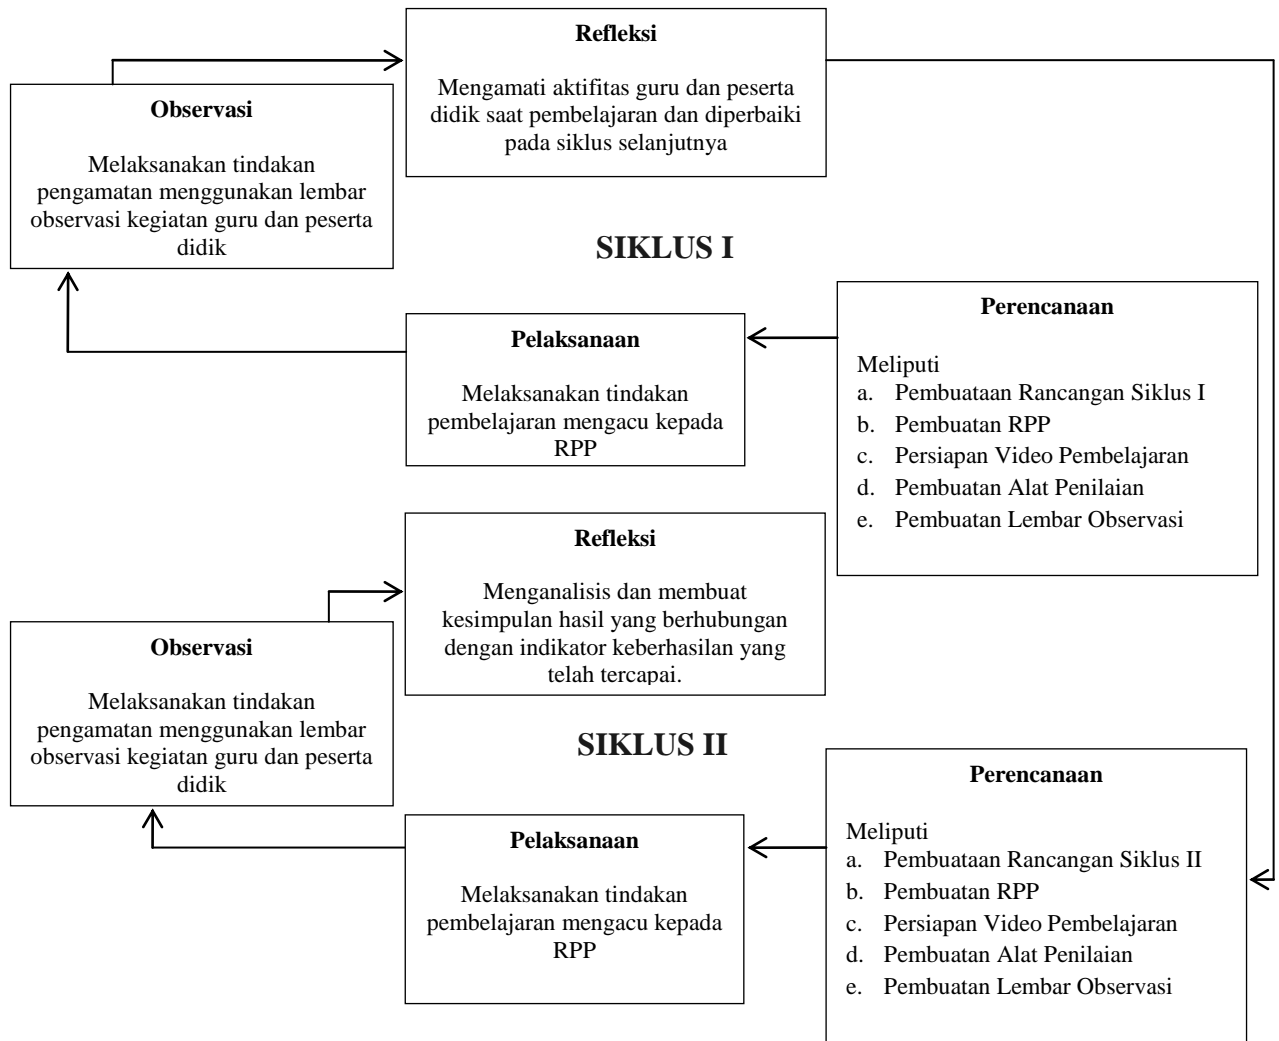 Refleksi
Mengamati aktifitas guru dan peserta
didik saat pembelajaran dan diperbaiki
pada siklus selanjutnya
Observasi
Melaksanakan tindakan
pengamatan menggunakan lembar
observasi kegiatan guru dan peserta
didik
SIKLUS I
Perencanaan
Meliputi
a. Pembuataan Rancangan Siklus I
b. Pembuatan RPP
c. Persiapan Video Pembelajaran
d. Pembuatan Alat Penilaian
e. Pembuatan Lembar Observasi
Pelaksanaan
Melaksanakan tindakan
pembelajaran mengacu kepada
RPP
Refleksi
Menganalisis dan membuat
kesimpulan hasil yang berhubungan
dengan indikator keberhasilan yang
telah tercapai.
Observasi
Melaksanakan tindakan
pengamatan menggunakan lembar
observasi kegiatan guru dan peserta
didik
SIKLUS II
Perencanaan
Meliputi
a. Pembuataan Rancangan Siklus II
b. Pembuatan RPP
c. Persiapan Video Pembelajaran
d. Pembuatan Alat Penilaian
e. Pembuatan Lembar Observasi
Pelaksanaan
Melaksanakan tindakan
pembelajaran mengacu kepada
RPP